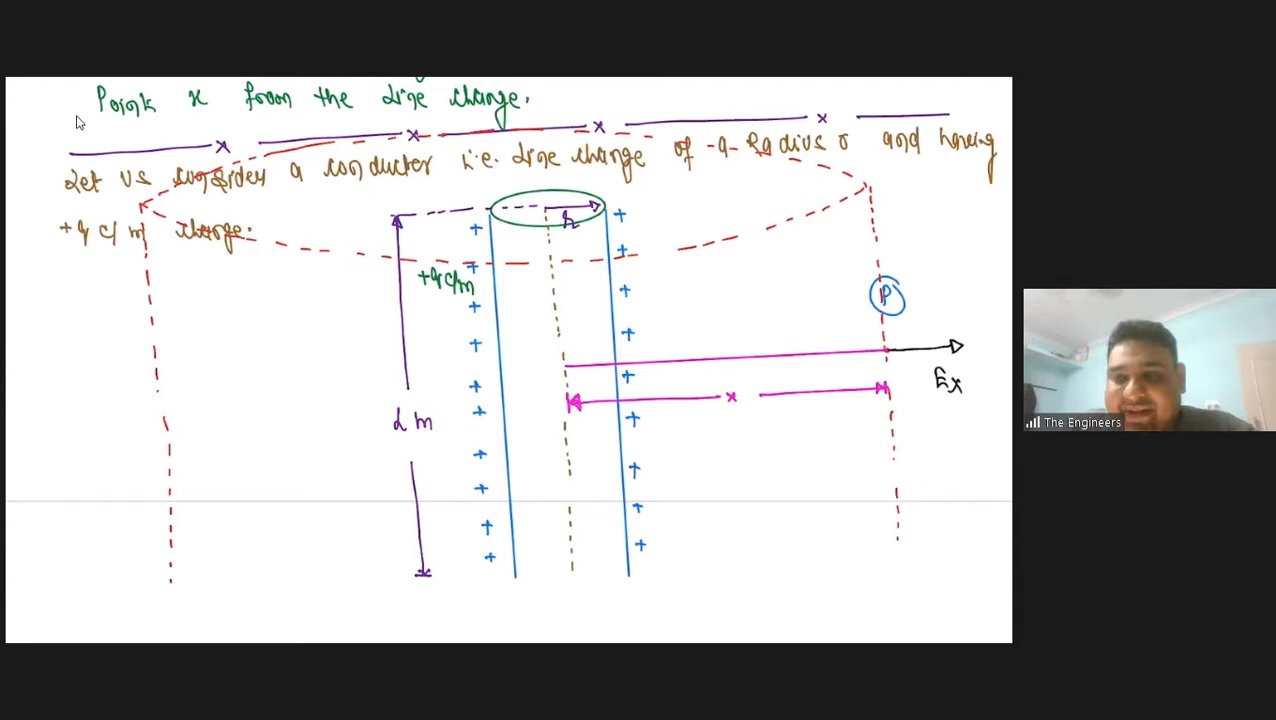 Point x from the line charge.
Let us consider a conductor i.e. line charge of a Radius r and having
+q c/m charge.
r
+q c/m
P
Ex
x
L m
The Engineers